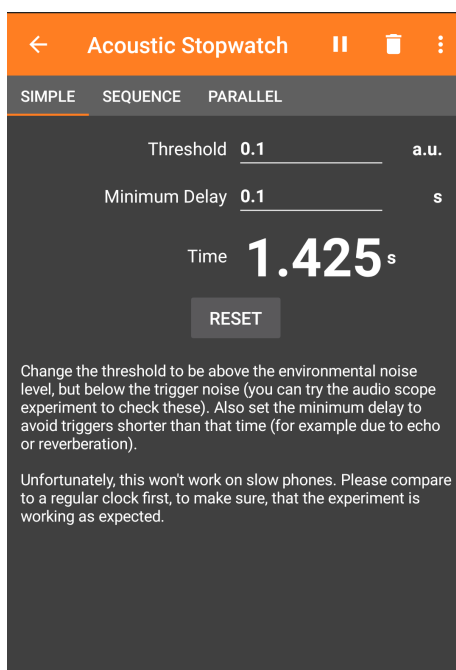 Acoustic Stopwatch
SIMPLE SEQUENCE PARALLEL
Threshold 0.1 a.u.
Minimum Delay 0.1 s
Time 1.425 s
RESET
Change the threshold to be above the environmental noise
level, but below the trigger noise (you can try the audio scope
experiment to check these). Also set the minimum delay to
avoid triggers shorter than that time (for example due to echo
or reverberation).
Unfortunately, this won't work on slow phones. Please compare
to a regular clock first, to make sure, that the experiment is
working as expected.